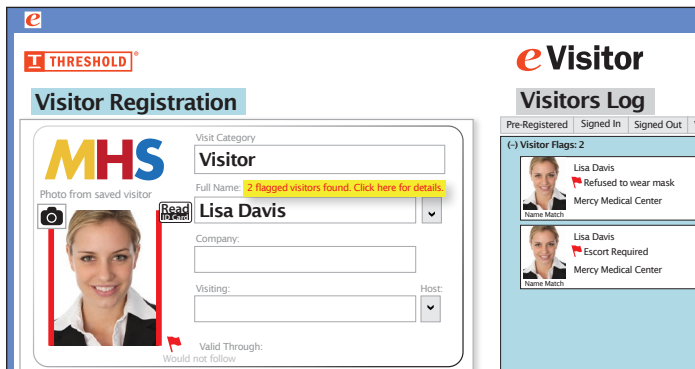 e
I THRESHOLD®
e Visitor
Visitor Registration
Visitors Log
Pre-Registered Signed In Signed Out
(-) Visitor Flags: 2
MHS
Visit Category
Visitor
Photo from saved visitor
Full Name: 2 flagged visitors found. Click here for details.
Read
ID Card
Lisa Davis
Company:
Visiting: Host:
Valid Through:
Would not follow
Lisa Davis
Refused to wear mask
Mercy Medical Center
Name Match
Lisa Davis
Escort Required
Mercy Medical Center
Name Match